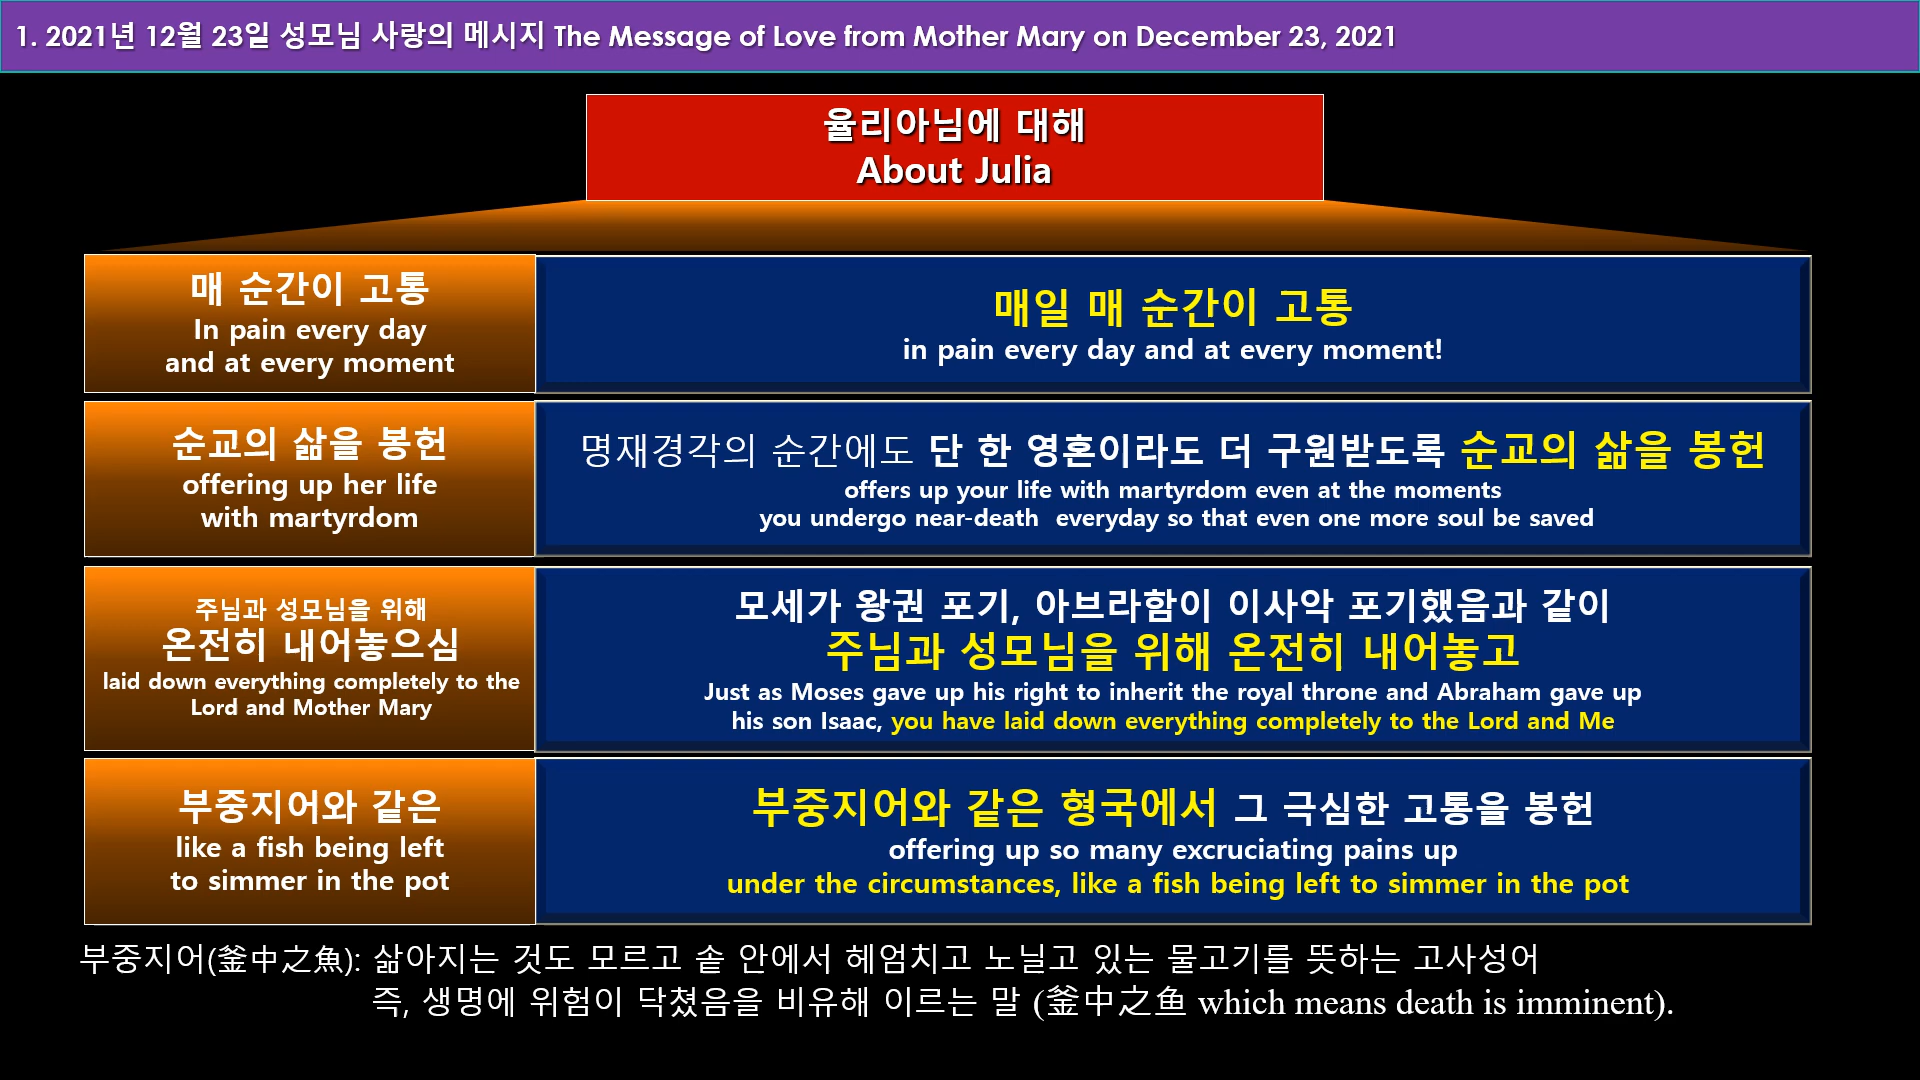 1. 2021년 12월 23일 성모님 사랑의 메시지 The Message of Love from Mother Mary on December 23, 2021
율리아님에 대해
About Julia
매 순간이 고통
In pain every day
and at every moment
매일 매 순간이 고통
in pain every day and at every moment!
순교의 삶을 봉헌
offering up her life
with martyrdom
명재경각의 순간에도 단 한 영혼이라도 더 구원받도록 순교의 삶을 봉헌
offers up your life with martyrdom even at the moments
you undergo near-death everyday so that even one more soul be saved
주님과 성모님을 위해
온전히 내어놓으심
laid down everything completely to the
Lord and Mother Mary
모세가 왕권 포기, 아브라함이 이사악 포기했음과 같이
주님과 성모님을 위해 온전히 내어놓고
Just as Moses gave up his right to inherit the royal throne and Abraham gave up
his son Isaac, you have laid down everything completely to the Lord and Me
부중지어와 같은
like a fish being left
to simmer in the pot
부중지어와 같은 형국에서 그 극심한 고통을 봉헌
offering up so many excruciating pains up
under the circumstances, like a fish being left to simmer in the pot
부중지어(釜中之魚): 삶아지는 것도 모르고 솥 안에서 헤엄치고 노닐고 있는 물고기를 뜻하는 고사성어
즉, 생명에 위험이 닥쳤음을 비유해 이르는 말 (釜中之鱼 which means death is imminent).